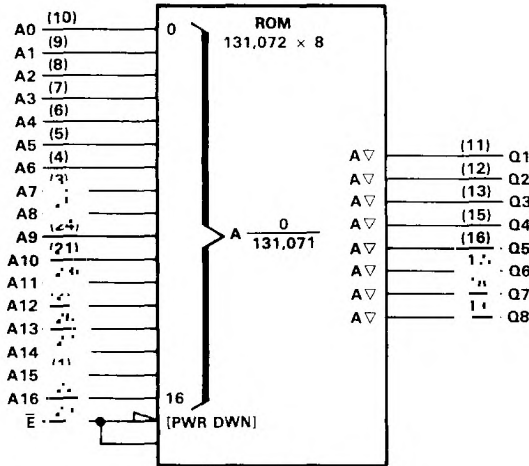 ROM
131,072 × 8
A0 (10) 0
A1 (9)
A2 (8)
A3 (7)
A4 (6)
A5 (5)
A6 (4)
A7 (3)
A8
A9 (24)
A10 (21)
A11
A12
A13
A14
A15
A16 16
E̅ [PWR DWN]
A 0
131,071
A▽ (11) Q1
A▽ (12) Q2
A▽ (13) Q3
A▽ (15) Q4
A▽ (16) Q5
A▽ Q6
A▽ Q7
A▽ Q8